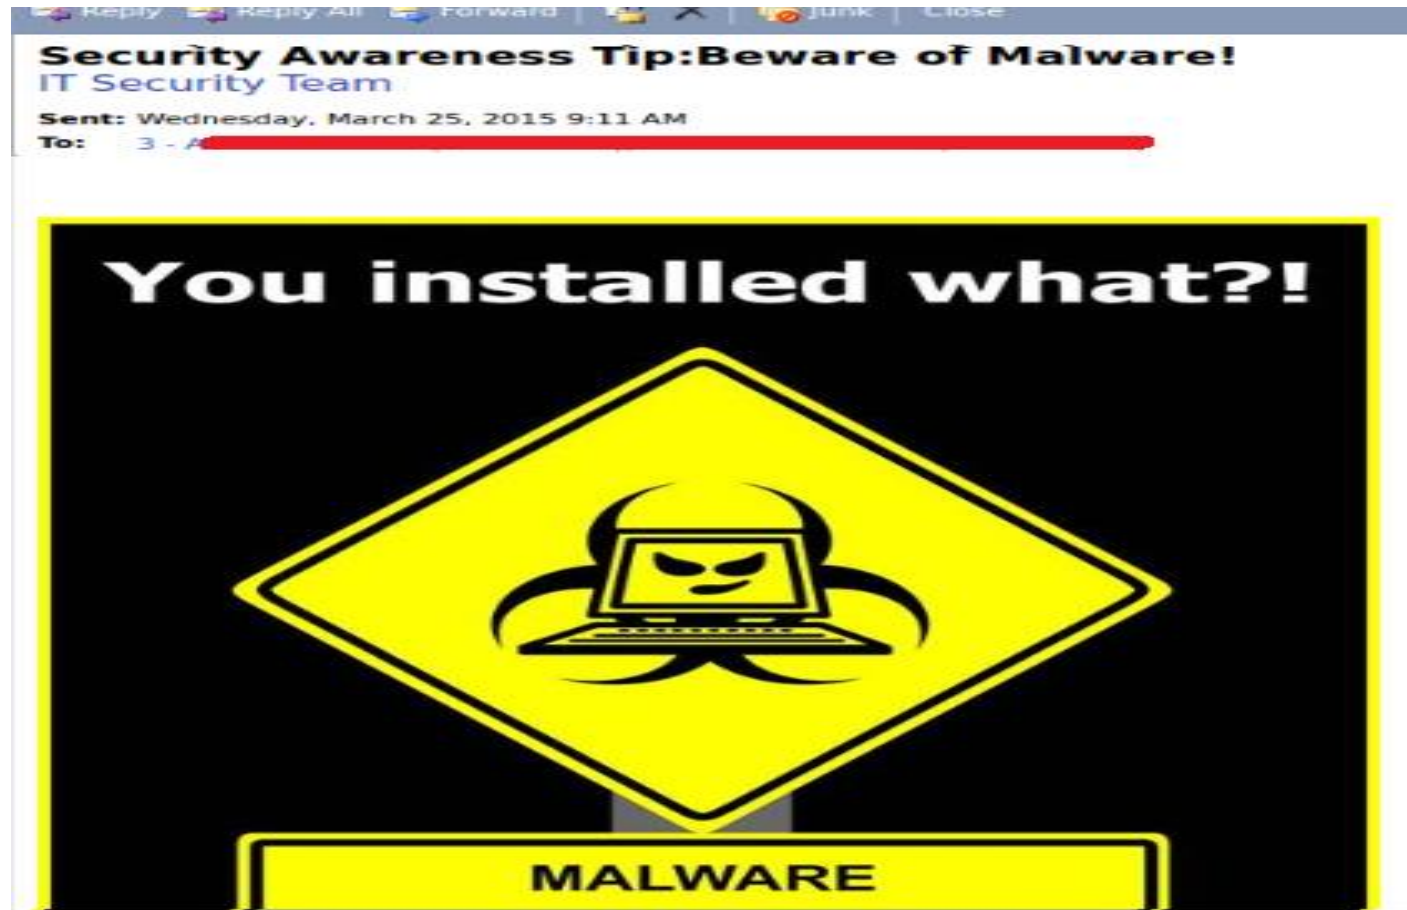 Reply Reply All Forward Junk Close
Security Awareness Tip:Beware of Malware!
IT Security Team
Sent: Wednesday, March 25, 2015 9:11 AM
To: 3 - A
You installed what?!
MALWARE